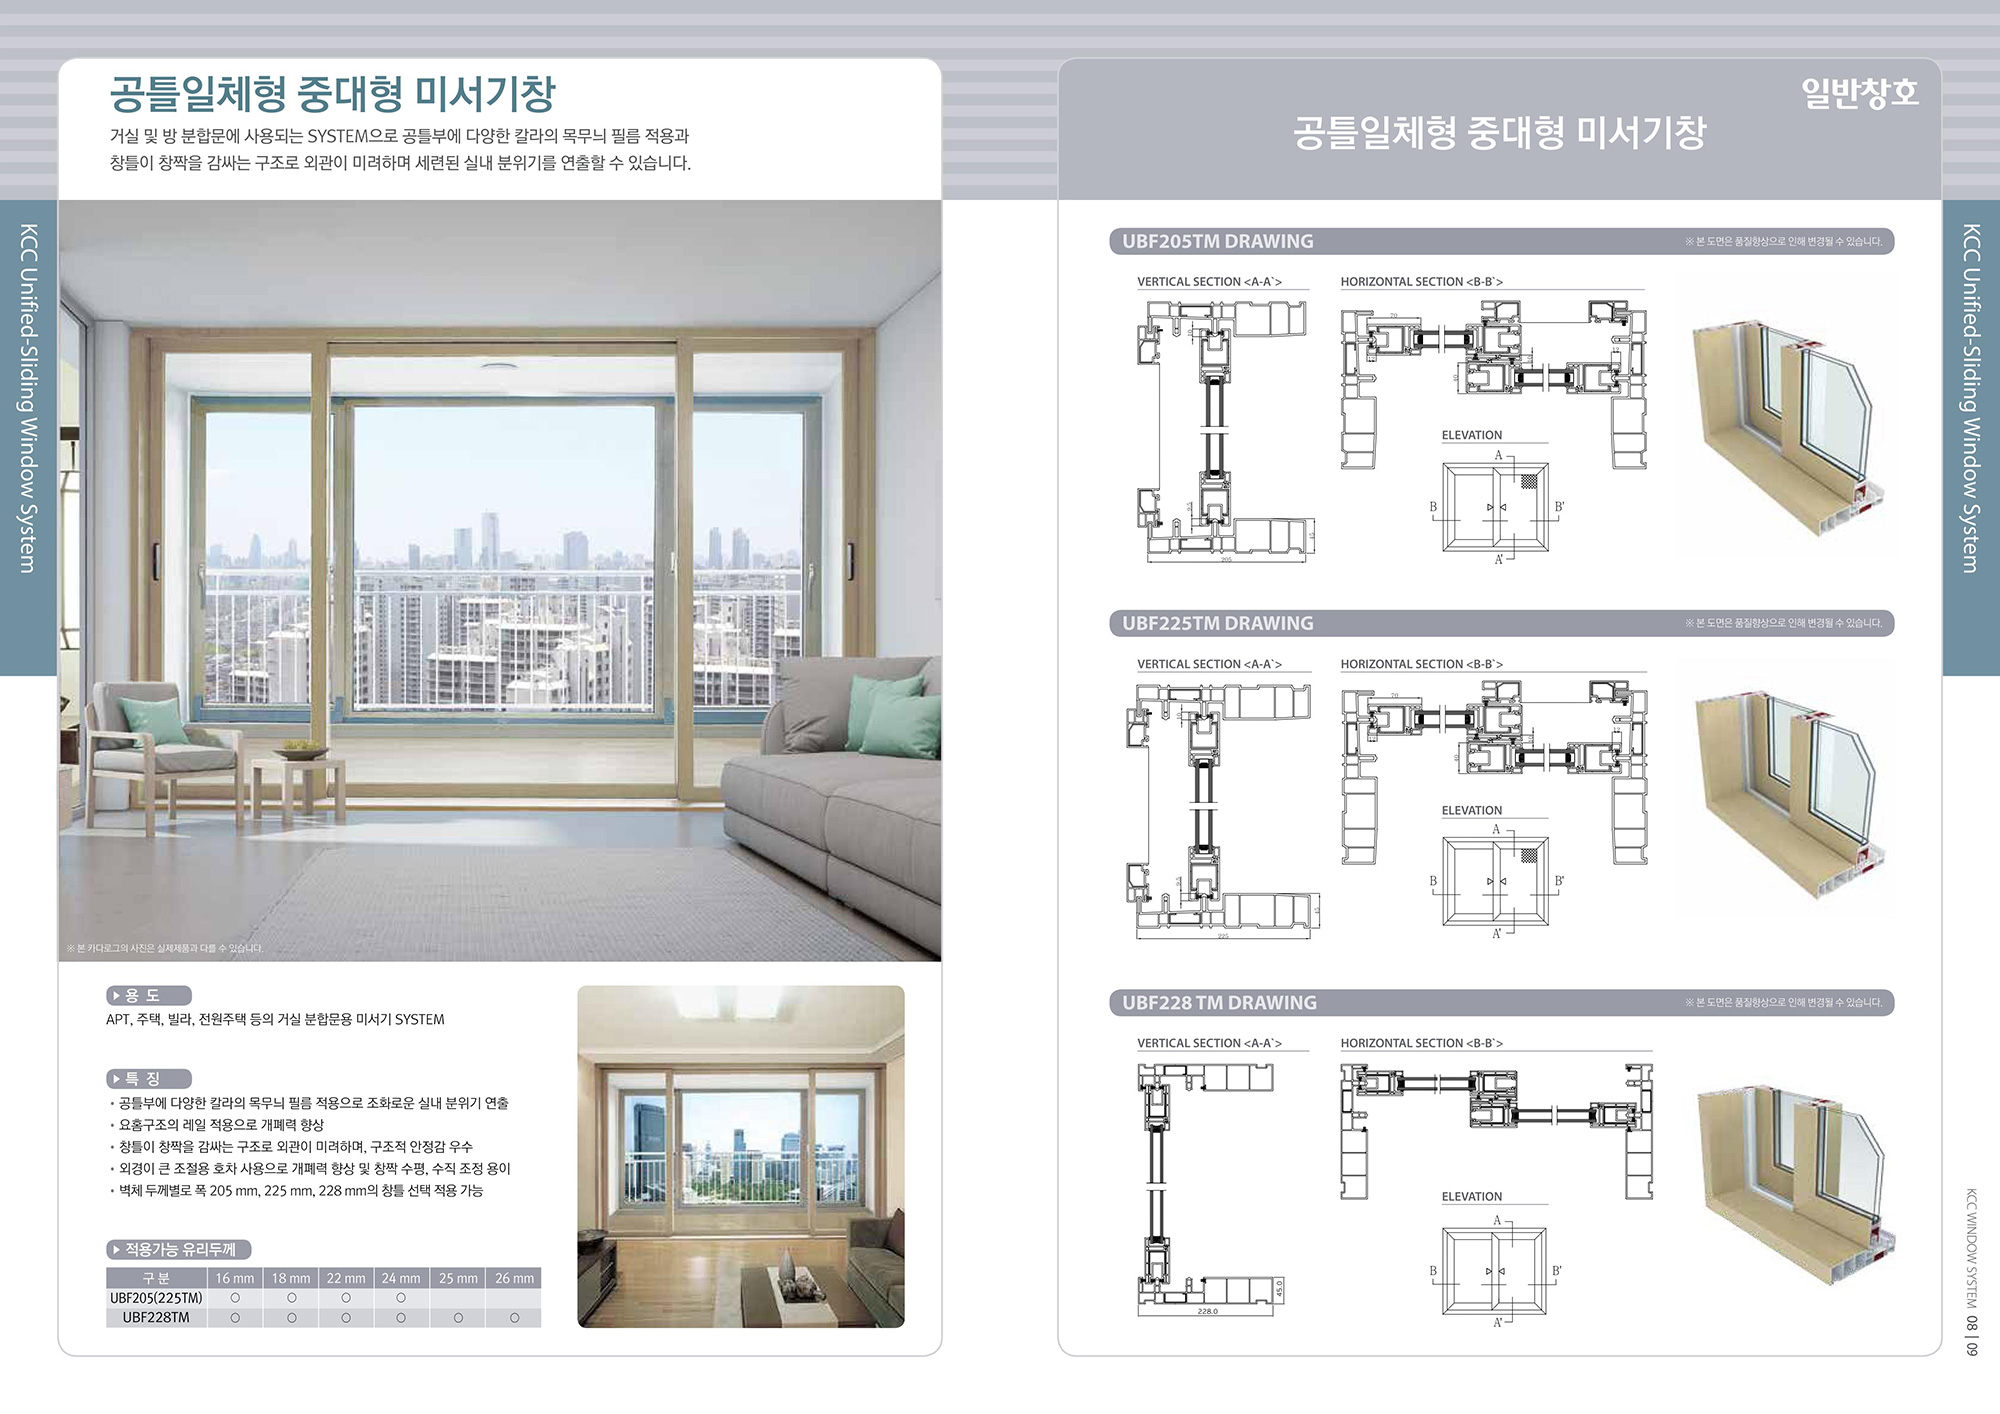 공틀일체형 중대형 미서기창
거실 및 방 분합문에 사용되는 SYSTEM으로 공틀부에 다양한 칼라의 목무늬 필름 적용과
창틀이 창짝을 감싸는 구조로 외관이 미려하며 세련된 실내 분위기를 연출할 수 있습니다.
KCC Unified-Sliding Window System
※ 본 카다로그의 사진은 실제제품과 다를 수 있습니다.
용 도
APT, 주택, 빌라, 전원주택 등의 거실 분합문용 미서기 SYSTEM
특 징
• 공틀부에 다양한 칼라의 목무늬 필름 적용으로 조화로운 실내 분위기 연출
• 요홈구조의 레일 적용으로 개폐력 향상
• 창틀이 창짝을 감싸는 구조로 외관이 미려하며, 구조적 안정감 우수
• 외경이 큰 조절용 호차 사용으로 개폐력 향상 및 창짝 수평, 수직 조정 용이
• 벽체 두께별로 폭 205 mm, 225 mm, 228 mm의 창틀 선택 적용 가능
적용가능 유리두께
구 분 16 mm 18 mm 22 mm 24 mm 25 mm 26 mm
UBF205(225TM) ○ ○ ○ ○
UBF228TM ○ ○ ○ ○ ○ ○
일반창호
공틀일체형 중대형 미서기창
UBF205TM DRAWING ※ 본 도면은 품질향상으로 인해 변경될 수 있습니다.
VERTICAL SECTION <A-A`> HORIZONTAL SECTION <B-B`>
70
10
12
40
ELEVATION
A
B B'
A'
9.5
45
205
UBF225TM DRAWING ※ 본 도면은 품질향상으로 인해 변경될 수 있습니다.
VERTICAL SECTION <A-A`> HORIZONTAL SECTION <B-B`>
70
10
12
40
ELEVATION
A
B B'
A'
9.5
45
225
UBF228 TM DRAWING ※ 본 도면은 품질향상으로 인해 변경될 수 있습니다.
VERTICAL SECTION <A-A`> HORIZONTAL SECTION <B-B`>
ELEVATION
A
B B'
A'
45.0
228.0
KCC Unified-Sliding Window System
KCC WINDOW SYSTEM 08 | 09